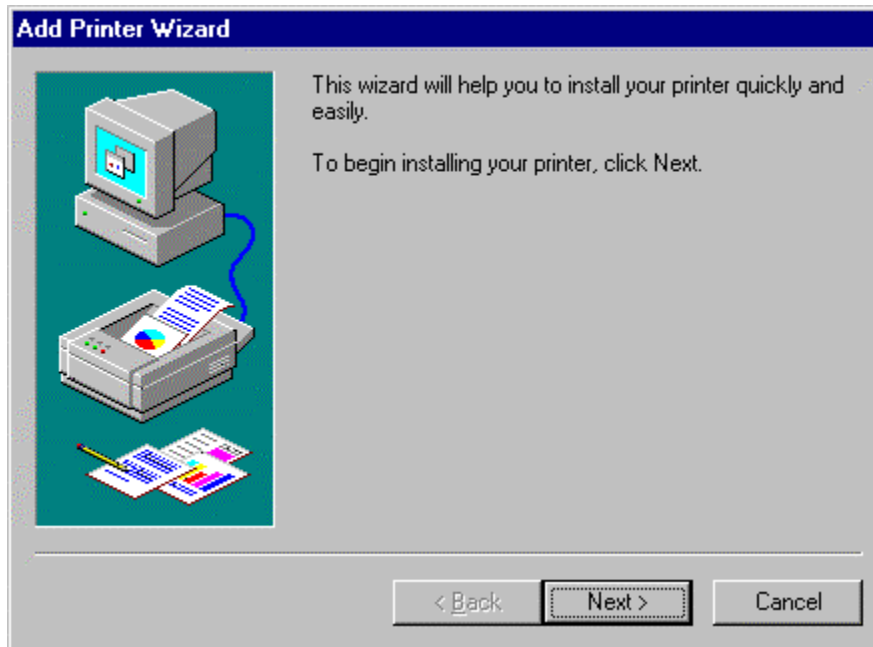 Add Printer Wizard
This wizard will help you to install your printer quickly and
easily.
To begin installing your printer, click Next.
< Back
Next >
Cancel